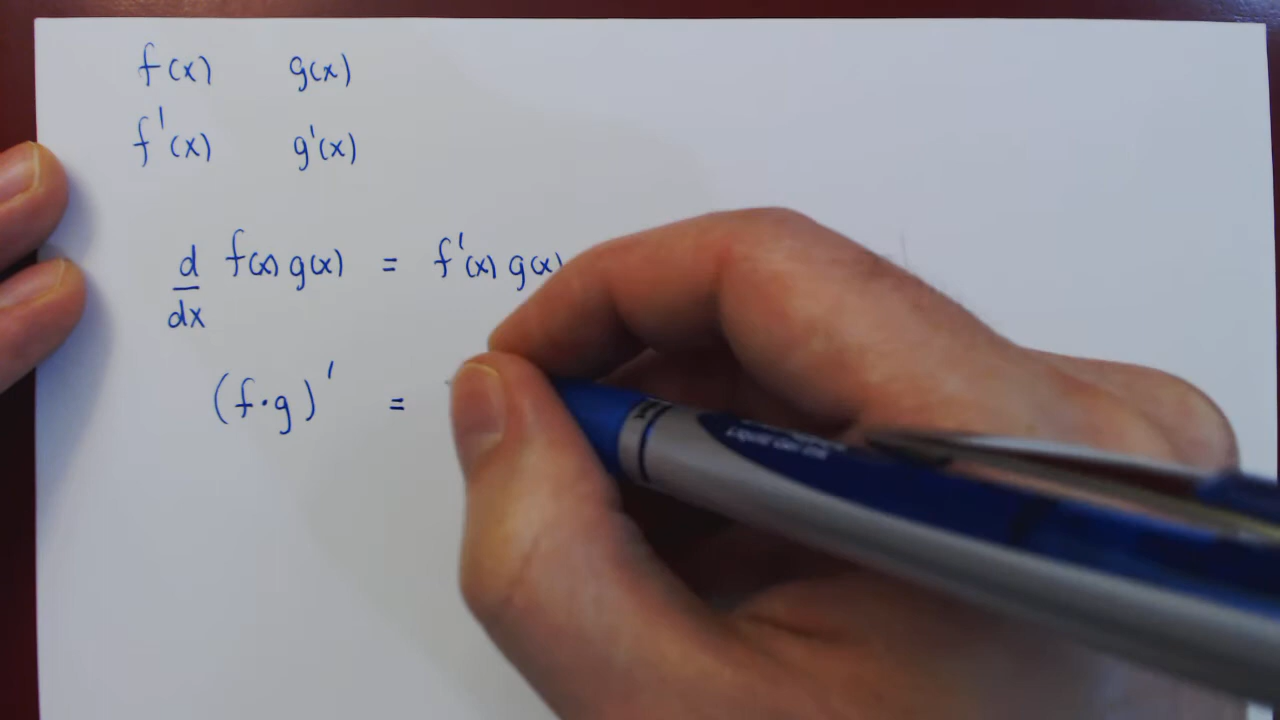 f(x) g(x)
f'(x) g'(x)
d/dx f(x) g(x) = f'(x) g(x)
(f·g)' =